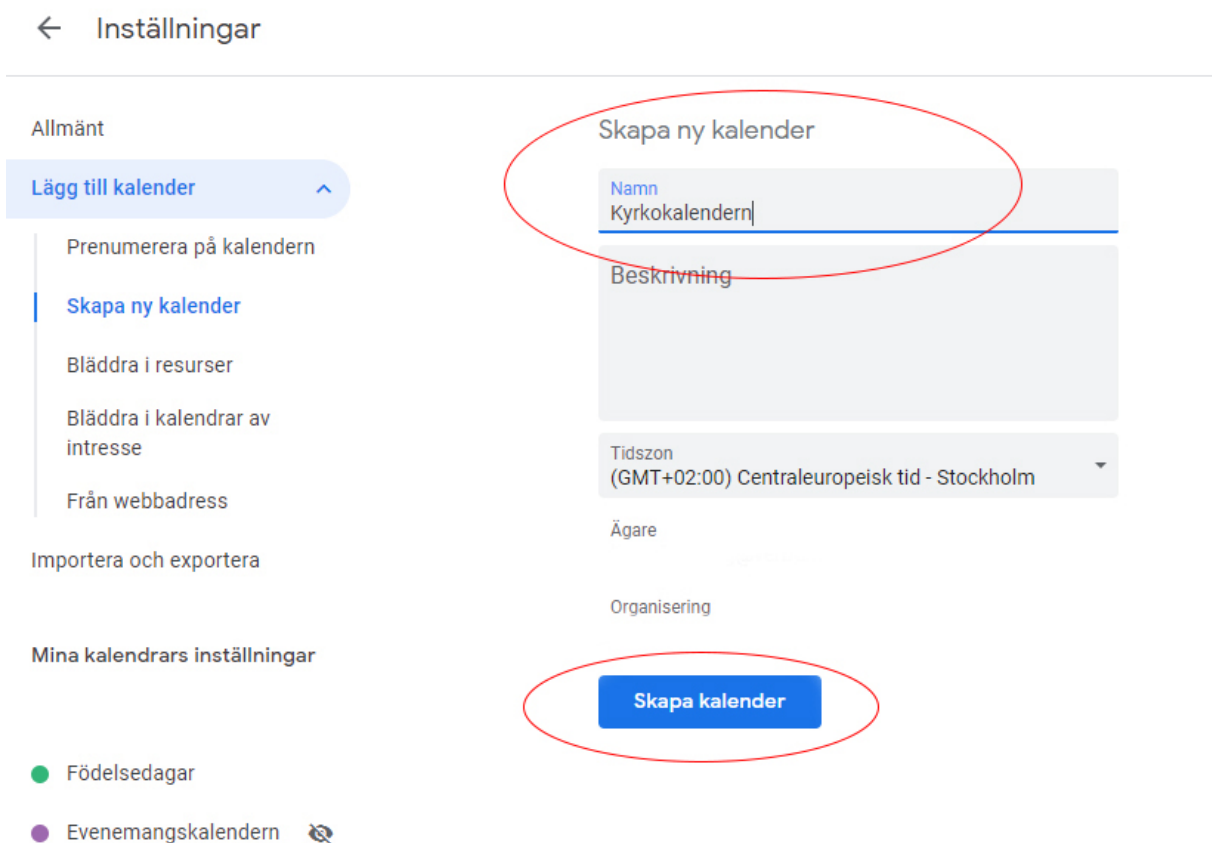 Inställningar
Allmänt
Lägg till kalender
Prenumerera på kalendern
Skapa ny kalender
Bläddra i resurser
Bläddra i kalendrar av
intresse
Från webbadress
Importera och exportera
Mina kalendrars inställningar
Födelsedagar
Evenemangskalendern
Skapa ny kalender
Namn
Kyrkokalendern
Beskrivning
Tidszon
(GMT+02:00) Centraleuropeisk tid - Stockholm
Ägare
Organisering
Skapa kalender